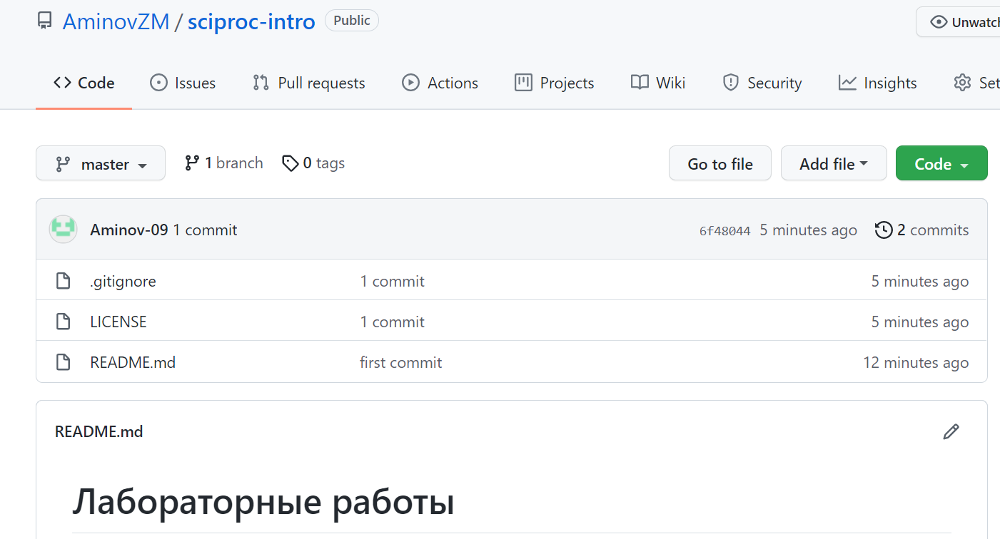 AminovZM / sciproc-intro Public Unwatch
Code Issues Pull requests Actions Projects Wiki Security Insights Set
master 1 branch 0 tags Go to file Add file Code
Aminov-09 1 commit 6f48044 5 minutes ago 2 commits
.gitignore 1 commit 5 minutes ago
LICENSE 1 commit 5 minutes ago
README.md first commit 12 minutes ago
README.md
Лабораторные работы